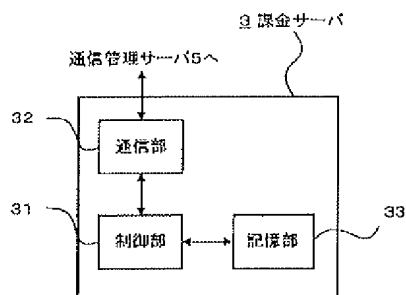 3 課金サーバ
通信管理サーバ5へ
32
通信部
31
制御部
記憶部
33